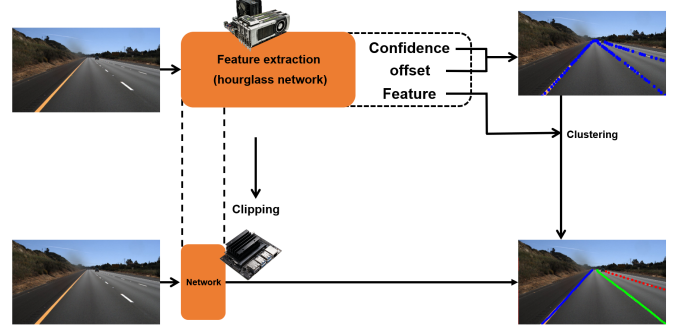 Feature extraction
(hourglass network)
Confidence
offset
Feature
Clustering
Clipping
Network